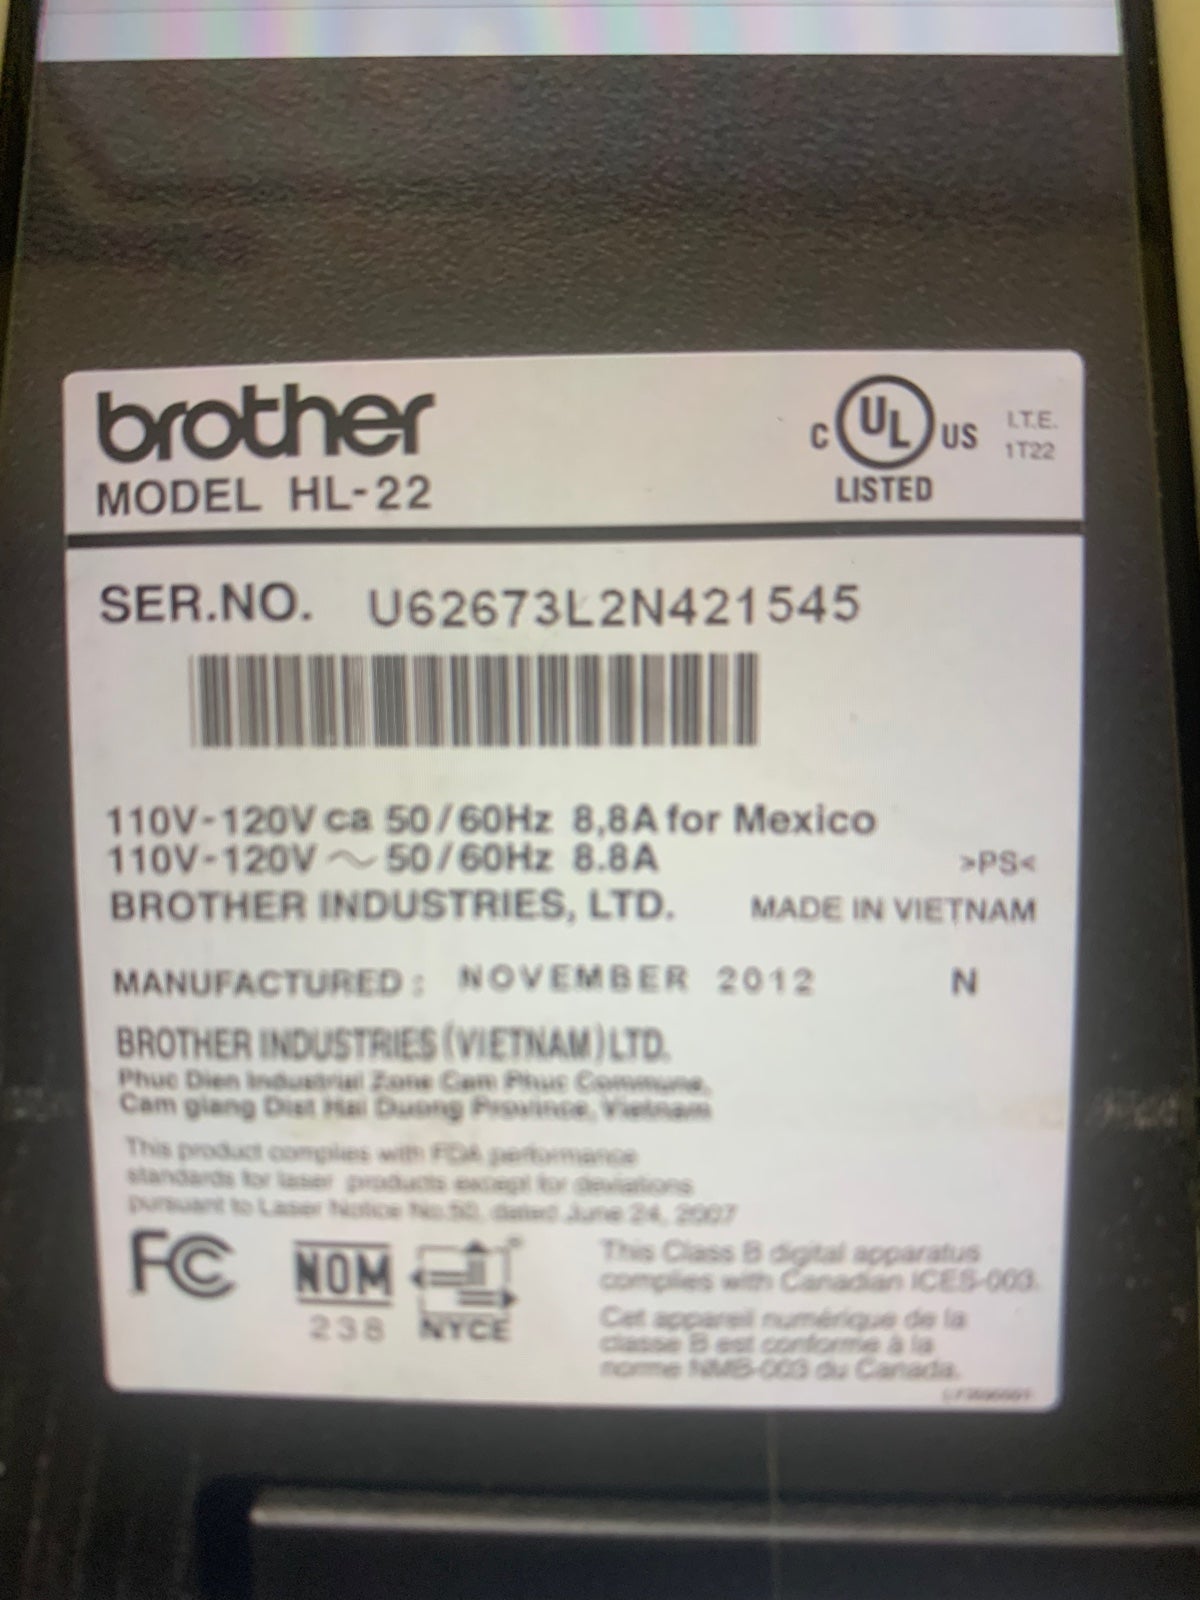 brother
MODEL HL-22
C UL US
LISTED
I.T.E.
1T22
SER.NO. U62673L2N421545
110V-120V ca 50/60Hz 8,8A for Mexico
110V-120V ～ 50/60Hz 8.8A
>PS<
BROTHER INDUSTRIES, LTD. MADE IN VIETNAM
MANUFACTURED : NOVEMBER 2012 N
BROTHER INDUSTRIES (VIETNAM) LTD.
Phuc Dien Industrial Zone Cam Phuc Commune,
Cam giang Dist Hai Duong Province, Vietnam
This product complies with FDA performance
standards for laser products except for deviations
pursuant to Laser Notice No.50, dated June 24, 2007
FC
NOM
238
NYCE
This Class B digital apparatus
complies with Canadian ICES-003.
Cet appareil numérique de la
classe B est conforme à la
norme NMB-003 du Canada.